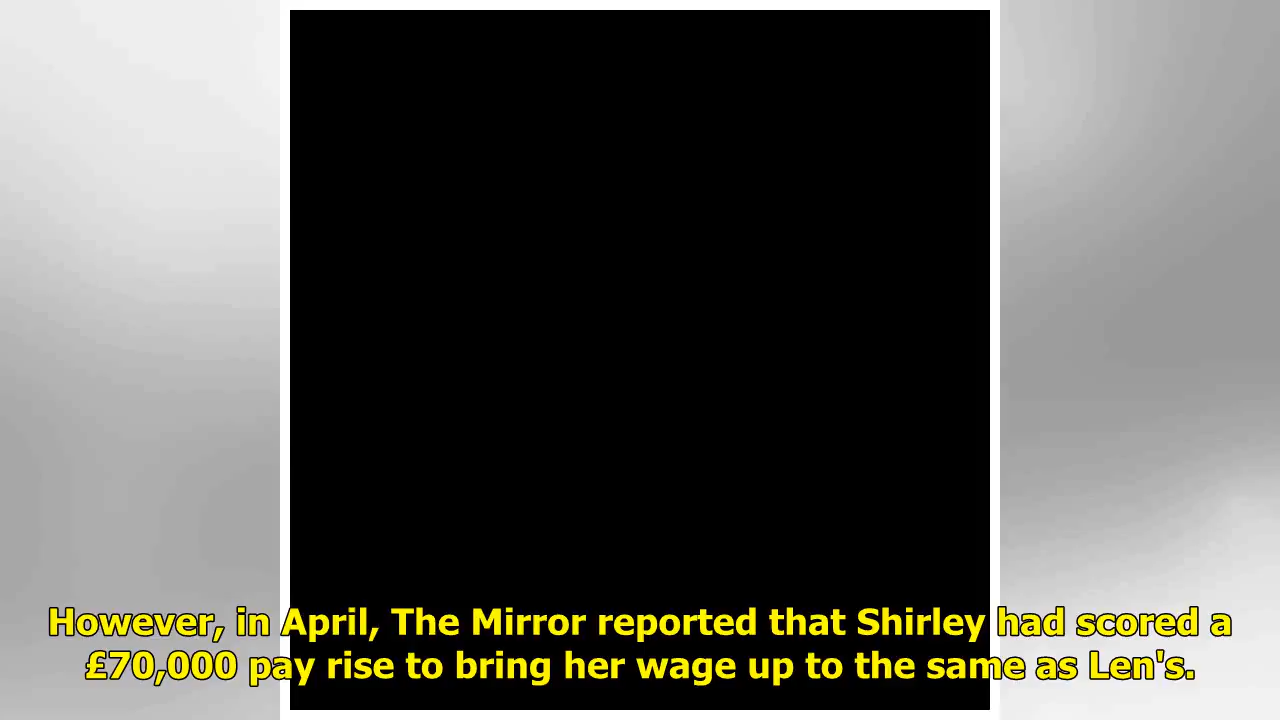 However, in April, The Mirror reported that Shirley had scored a
£70,000 pay rise to bring her wage up to the same as Len's.